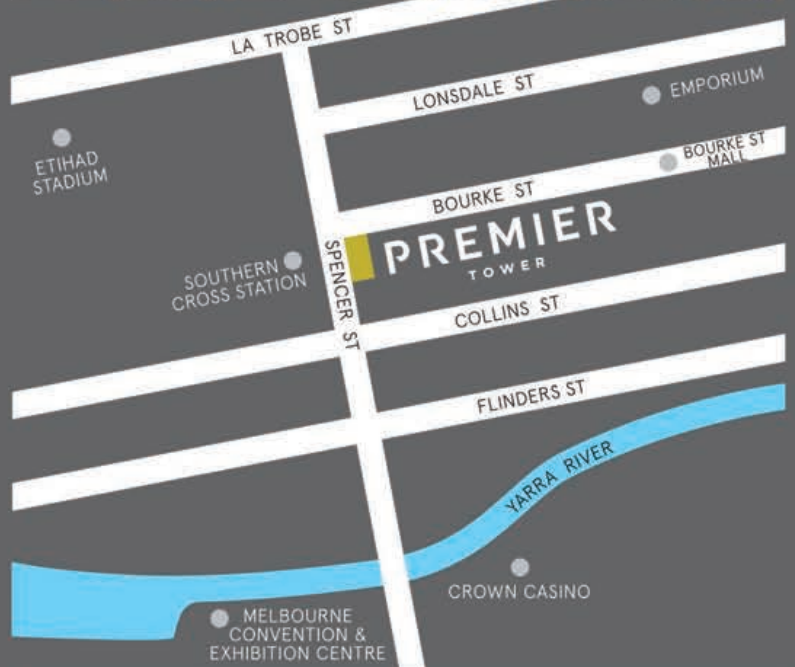 LA TROBE ST
LONSDALE ST
EMPORIUM
ETIHAD
STADIUM
BOURKE ST
MALL
BOURKE ST
PREMIER
TOWER
SOUTHERN
CROSS STATION
SPENCER ST
COLLINS ST
FLINDERS ST
YARRA RIVER
CROWN CASINO
MELBOURNE
CONVENTION &
EXHIBITION CENTRE